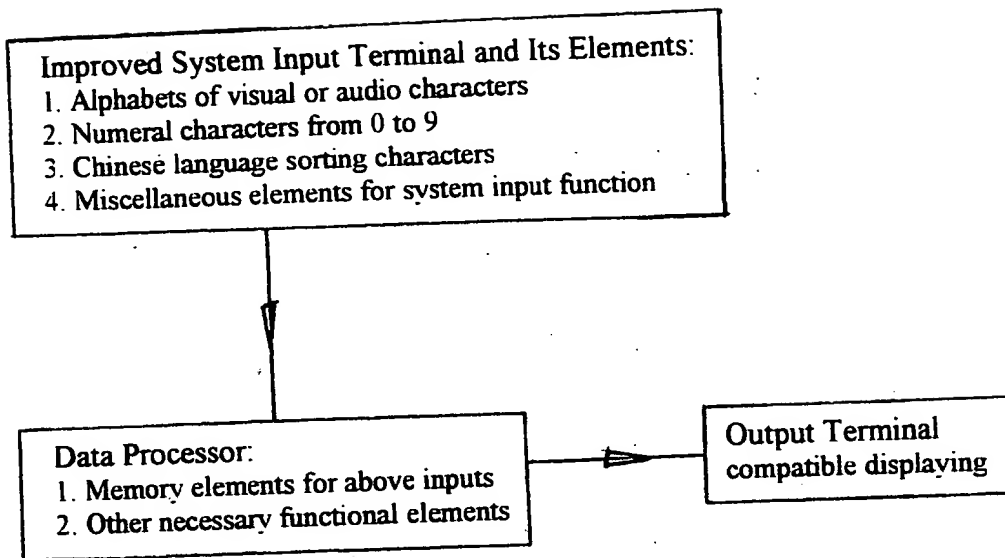 Improved System Input Terminal and Its Elements:
1. Alphabets of visual or audio characters
2. Numeral characters from 0 to 9
3. Chinese language sorting characters
4. Miscellaneous elements for system input function
Data Processor:
1. Memory elements for above inputs
2. Other necessary functional elements
Output Terminal
compatible displaying